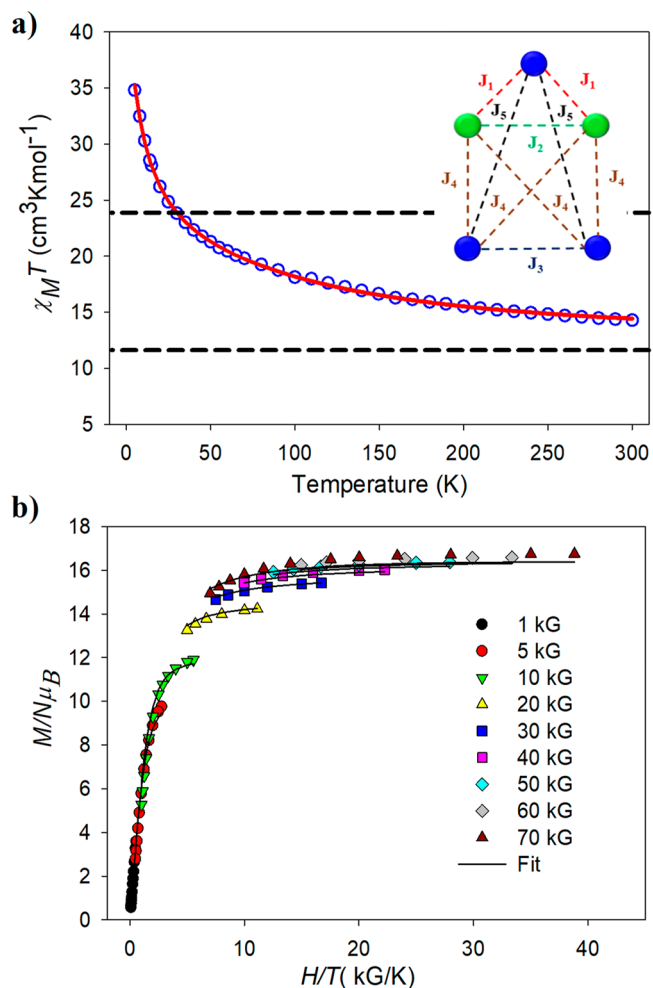 a)
40
35
30
25
20
15
10
5
χ_MT (cm³Kmol⁻¹)
0 50 100 150 200 250 300
Temperature (K)
J₁ J₁
J₅ J₅
J₂
J₄ J₄ J₄ J₄
J₃
b)
18
16
14
12
10
8
6
4
2
0
M/Nμ_B
0 10 20 30 40
H/T( kG/K)
1 kG
5 kG
10 kG
20 kG
30 kG
40 kG
50 kG
60 kG
70 kG
Fit